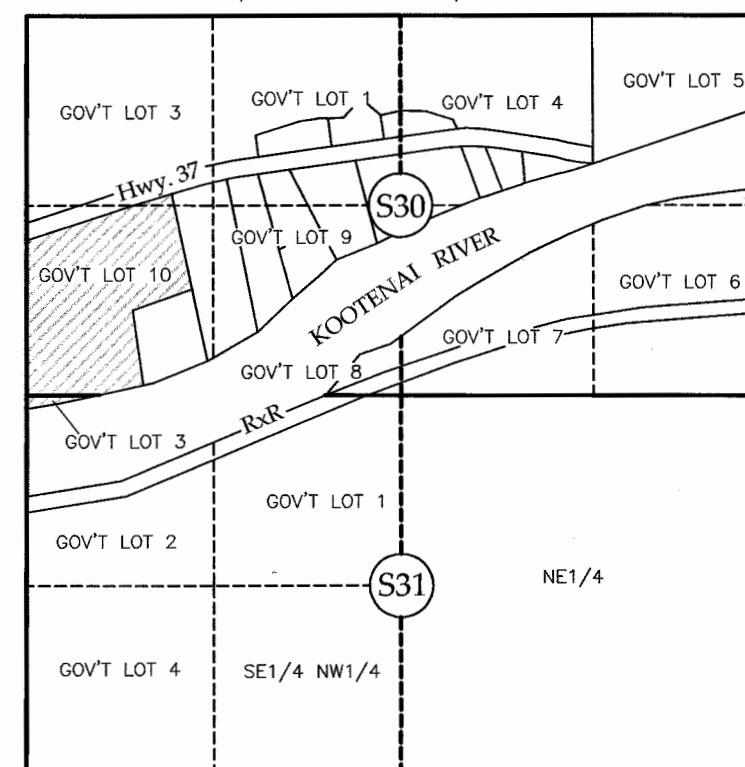 GOV'T LOT 5
GOV'T LOT 1
GOV'T LOT 4
GOV'T LOT 3
Hwy. 37
S30
GOV'T LOT 9
KOOTENAI RIVER
GOV'T LOT 10
GOV'T LOT 6
GOV'T LOT 7
GOV'T LOT 8
RxR
GOV'T LOT 3
GOV'T LOT 1
GOV'T LOT 2
S31
NE1/4
GOV'T LOT 4
SE1/4 NW1/4